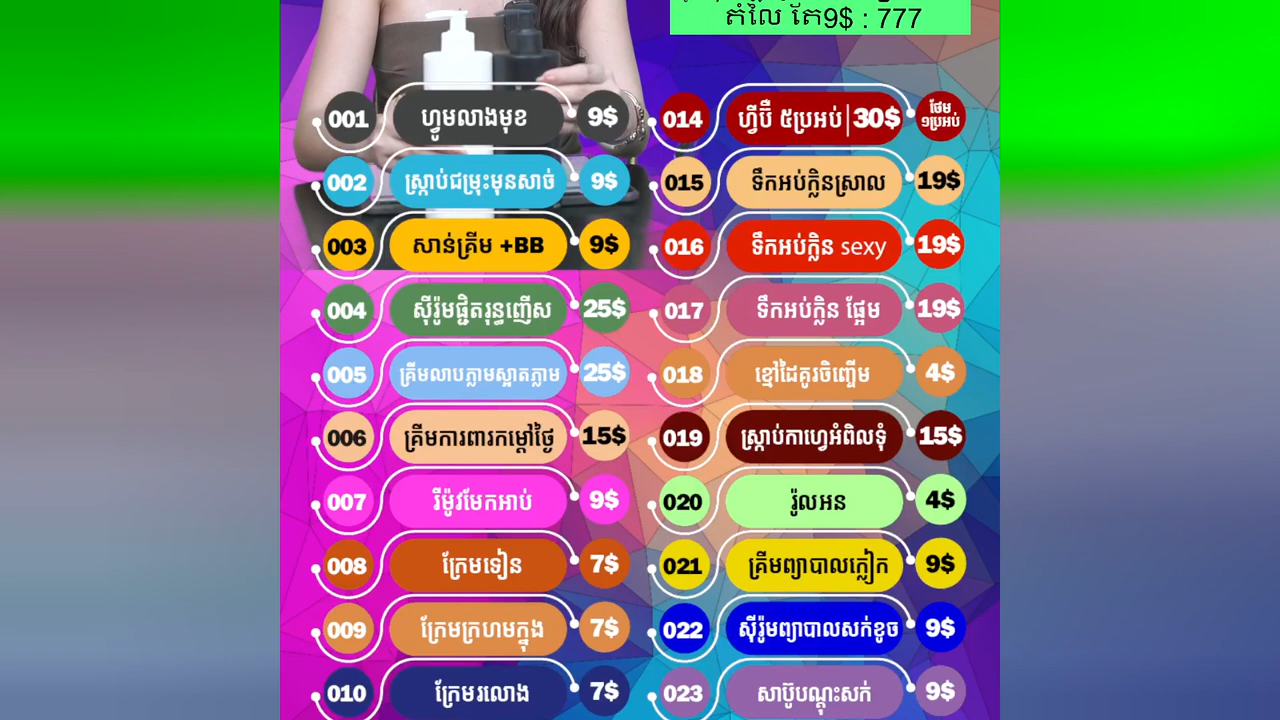 តំលៃ តែ9$ : 777
001 ហ្វូមលាងមុខ 9$
002 ស្ក្រាប់ជម្រុះមុនសាច់ 9$
003 សាន់គ្រីម +BB 9$
004 ស៊ីរ៉ូមផ្ជិតរុន្ធញើស 25$
005 គ្រីមលាបភ្លាមស្អាតភ្លាម 25$
006 គ្រីមការពារកម្តៅថ្ងៃ 15$
007 រីម៉ូវមែកអាប់ 9$
008 ក្រែមទៀន 7$
009 ក្រែមក្រហមក្នុង 7$
010 ក្រែមរលោង 7$
014 ហ្វីប៊ី ៥ប្រអប់|30$ ថែម ១ប្រអប់
015 ទឹកអប់ក្លិនស្រាល 19$
016 ទឹកអប់ក្លិន sexy 19$
017 ទឹកអប់ក្លិន ផ្អែម 19$
018 ខ្មៅដៃគូរចិញ្ចើម 4$
019 ស្ក្រាប់កាហ្វេអំពិលទុំ 15$
020 រ៉ូលអន 4$
021 គ្រីមព្យាបាលក្លៀក 9$
022 ស៊ីរ៉ូមព្យាបាលសក់ខូច 9$
023 សាប៊ូបណ្តុះសក់ 9$